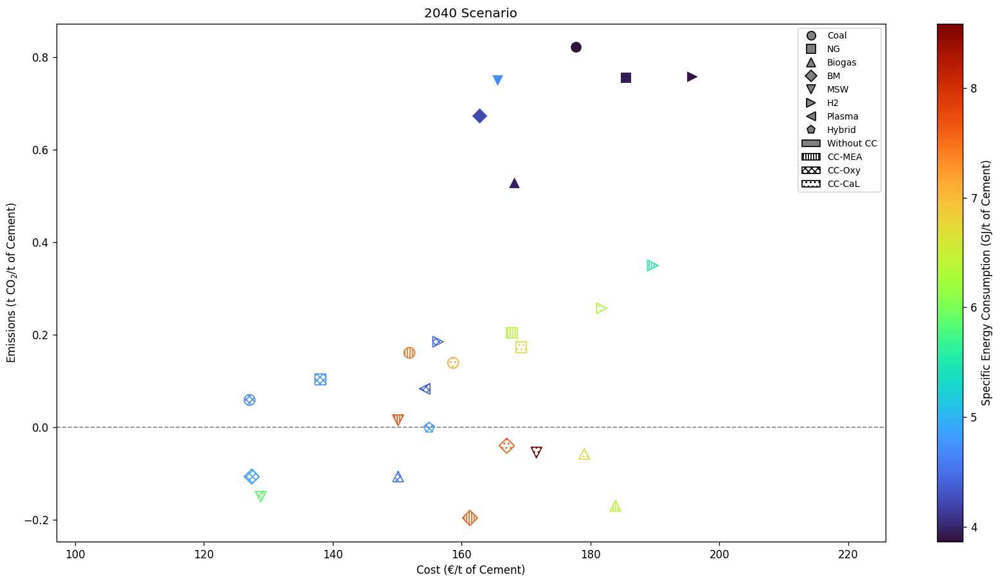 2040 Scenario
Emissions (t CO₂/t of Cement)
0.8
0.6
0.4
0.2
0.0
−0.2
100
120
140
160
180
200
220
Cost (€/t of Cement)
Coal
NG
Biogas
BM
MSW
H2
Plasma
Hybrid
Without CC
CC-MEA
CC-Oxy
CC-CaL
8
7
6
5
4
Specific Energy Consumption (GJ/t of Cement)